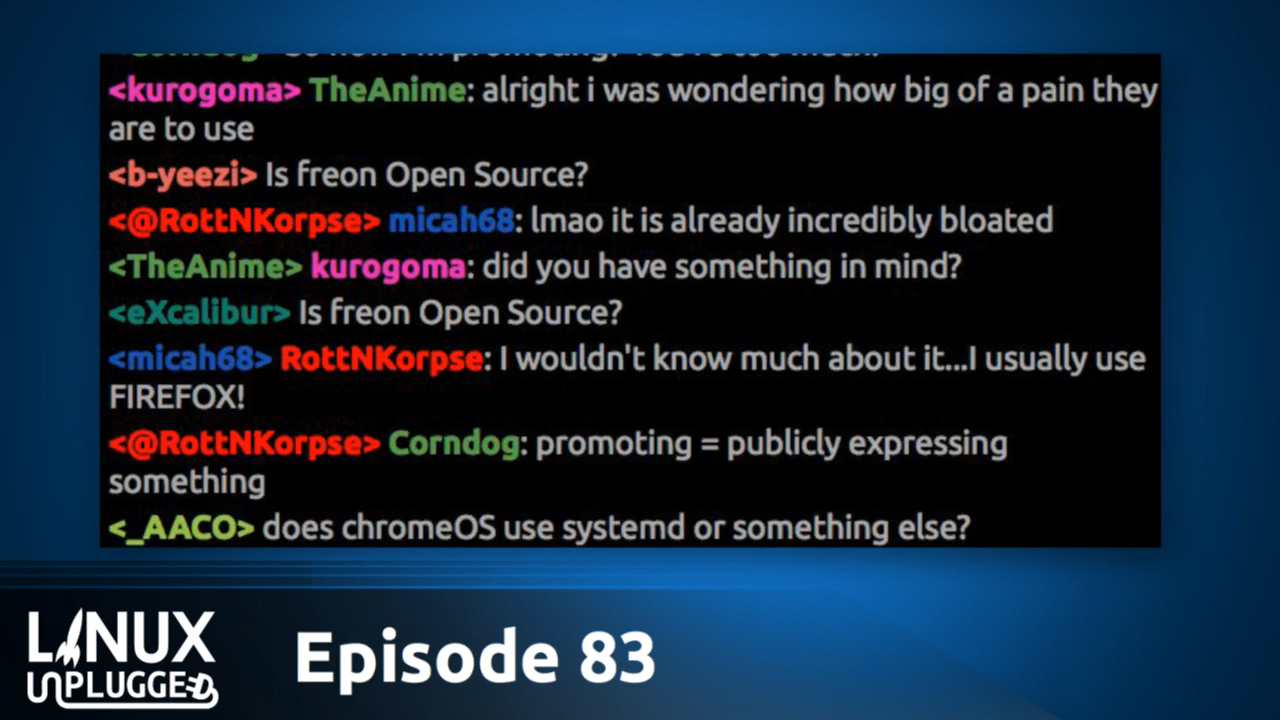 <kurogoma> TheAnime: alright i was wondering how big of a pain they
are to use
<b-yeezi> Is freon Open Source?
<@RottNKorpse> micah68: lmao it is already incredibly bloated
<TheAnime> kurogoma: did you have something in mind?
<eXcalibur> Is freon Open Source?
<micah68> RottNKorpse: I wouldn't know much about it...I usually use
FIREFOX!
<@RottNKorpse> Corndog: promoting = publicly expressing
something
<_AACO> does chromeOS use systemd or something else?
LINUX
UNPLUGGED
Episode 83